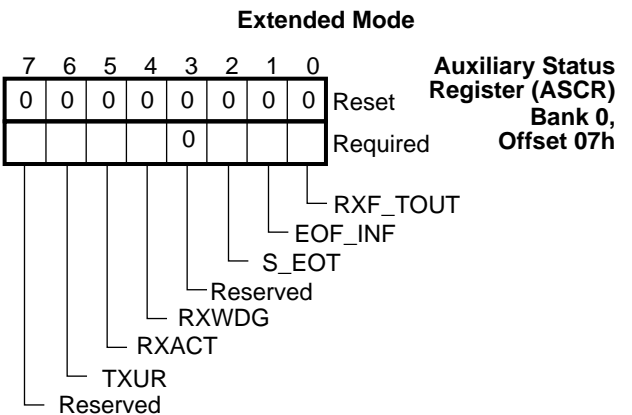 Extended Mode
7 6 5 4 3 2 1 0
Auxiliary Status
Register (ASCR)
Bank 0,
Offset 07h
0 0 0 0 0 0 0 0 Reset
0 Required
RXF_TOUT
EOF_INF
S_EOT
Reserved
RXWDG
RXACT
TXUR
Reserved